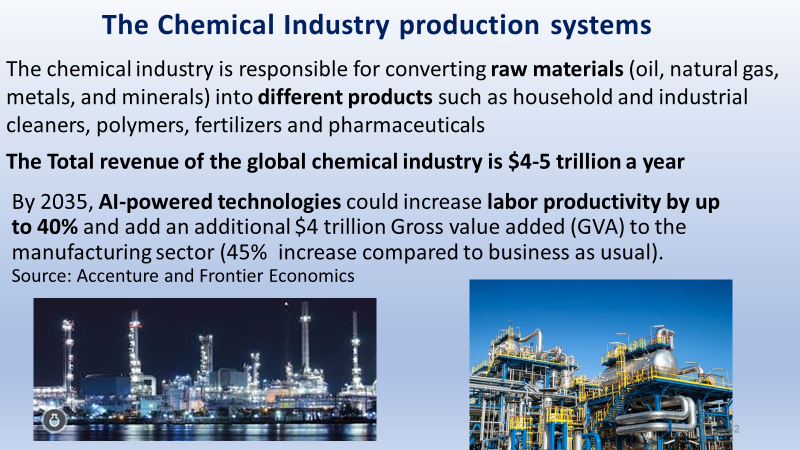 The Chemical Industry production systems
The chemical industry is responsible for converting raw materials (oil, natural gas,
metals, and minerals) into different products such as household and industrial
cleaners, polymers, fertilizers and pharmaceuticals
The Total revenue of the global chemical industry is $4-5 trillion a year
By 2035, AI-powered technologies could increase labor productivity by up
to 40% and add an additional $4 trillion Gross value added (GVA) to the
manufacturing sector (45%  increase compared to business as usual).
Source: Accenture and Frontier Economics
2